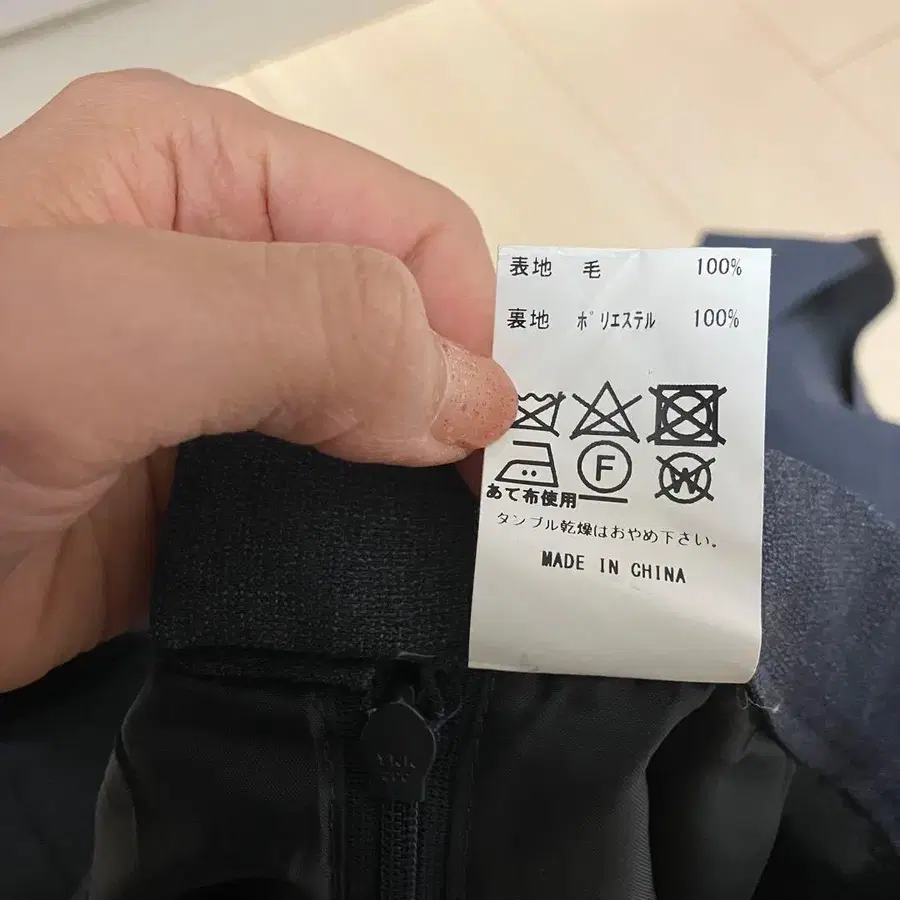 表地 毛 100%
裏地 ポリエステル 100%
F W
あて布使用
タンブル乾燥はおやめ下さい。
MADE IN CHINA
YKK